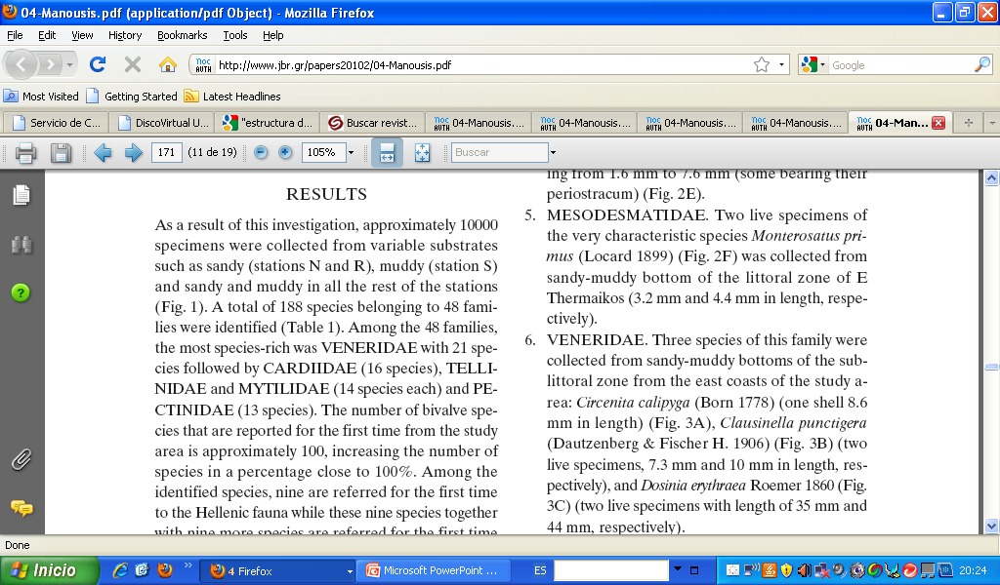 04-Manousis.pdf (application/pdf Object) - Mozilla Firefox
File Edit View History Bookmarks Tools Help
http://www.jbr.gr/papers20102/04-Manousis.pdf
Google
Most Visited Getting Started Latest Headlines
Servicio de C... DiscoVirtual U... "estructura d... Buscar revist... 04-Manousis.... 04-Manousis.... 04-Manousis.... 04-Manousis.... 04-Man...
171 (11 de 19) 105% Buscar
RESULTS
As a result of this investigation, approximately 10000
specimens were collected from variable substrates
such as sandy (stations N and R), muddy (station S)
and sandy and muddy in all the rest of the stations
(Fig. 1). A total of 188 species belonging to 48 fami-
lies were identified (Table 1). Among the 48 families,
the most species-rich was VENERIDAE with 21 spe-
cies followed by CARDIIDAE (16 species), TELLI-
NIDAE and MYTILIDAE (14 species each) and PE-
CTINIDAE (13 species). The number of bivalve spe-
cies that are reported for the first time from the study
area is approximately 100, increasing the number of
species in a percentage close to 100%. Among the
identified species, nine are referred for the first time
to the Hellenic fauna while these nine species together
with nine more species are referred for the first time
ing from 1.6 mm to 7.6 mm (some bearing their
periostracum) (Fig. 2E).
5. MESODESMATIDAE. Two live specimens of
the very characteristic species Monterosatus pri-
mus (Locard 1899) (Fig. 2F) was collected from
sandy-muddy bottom of the littoral zone of E
Thermaikos (3.2 mm and 4.4 mm in length, respe-
ctively).
6. VENERIDAE. Three species of this family were
collected from sandy-muddy bottoms of the sub-
littoral zone from the east coasts of the study a-
rea: Circenita calipyga (Born 1778) (one shell 8.6
mm in length) (Fig. 3A), Clausinella punctigera
(Dautzenberg & Fischer H. 1906) (Fig. 3B) (two
live specimens, 7.3 mm and 10 mm in length, res-
pectively), and Dosinia erythraea Roemer 1860 (Fig.
3C) (two live specimens with length of 35 mm and
44 mm, respectively).
Done
Inicio 4 Firefox Microsoft PowerPoint ... ES 20:24